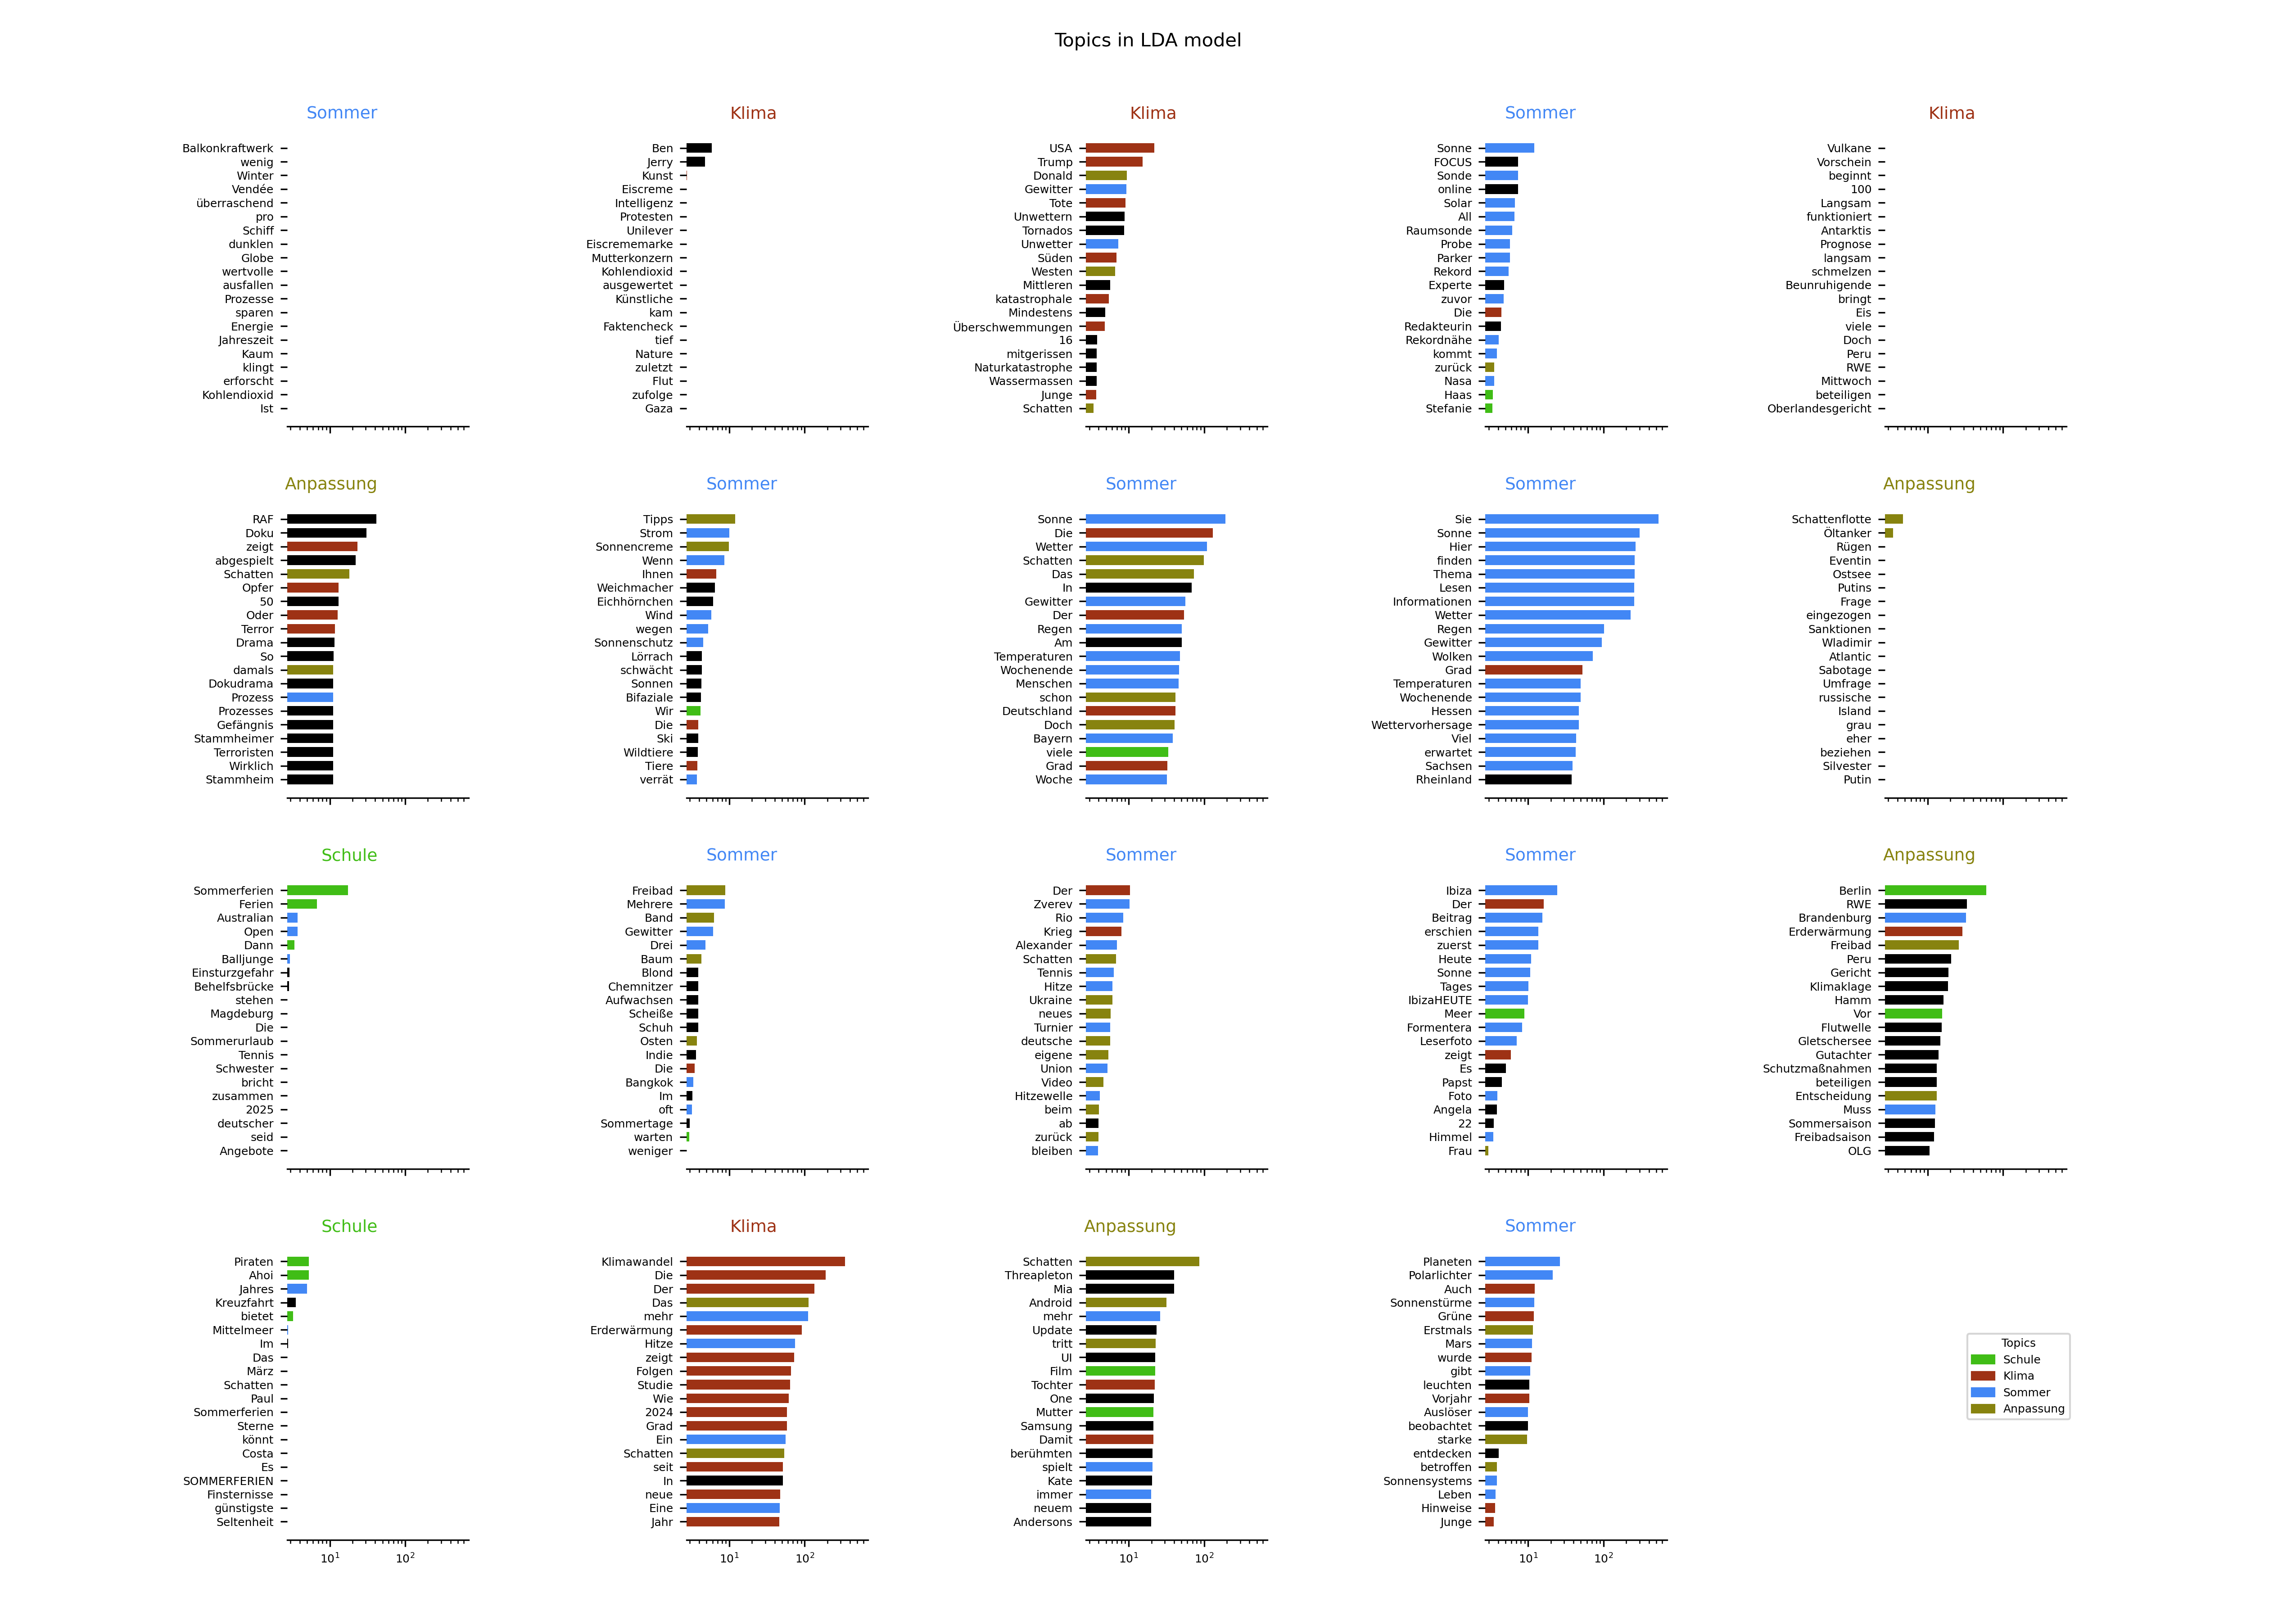 Topics in LDA model
Sommer
Balkonkraftwerk
wenig
Winter
Vendée
überraschend
pro
Schiff
dunklen
Globe
wertvolle
ausfallen
Prozesse
sparen
Energie
Jahreszeit
Kaum
klingt
erforscht
Kohlendioxid
Ist
Klima
Ben
Jerry
Kunst
Eiscreme
Intelligenz
Protesten
Unilever
Eiscrememarke
Mutterkonzern
Kohlendioxid
ausgewertet
Künstliche
kam
Faktencheck
tief
Nature
zuletzt
Flut
zufolge
Gaza
Klima
USA
Trump
Donald
Gewitter
Tote
Unwettern
Tornados
Unwetter
Süden
Westen
Mittleren
katastrophale
Mindestens
Überschwemmungen
16
mitgerissen
Naturkatastrophe
Wassermassen
Junge
Schatten
Sommer
Sonne
FOCUS
Sonde
online
Solar
All
Raumsonde
Probe
Parker
Rekord
Experte
zuvor
Die
Redakteurin
Rekordnähe
kommt
zurück
Nasa
Haas
Stefanie
Klima
Vulkane
Vorschein
beginnt
100
Langsam
funktioniert
Antarktis
Prognose
langsam
schmelzen
Beunruhigende
bringt
Eis
viele
Doch
Peru
RWE
Mittwoch
beteiligen
Oberlandesgericht
Anpassung
RAF
Doku
zeigt
abgespielt
Schatten
Opfer
50
Oder
Terror
Drama
So
damals
Dokudrama
Prozess
Prozesses
Gefängnis
Stammheimer
Terroristen
Wirklich
Stammheim
Sommer
Tipps
Strom
Sonnencreme
Wenn
Ihnen
Weichmacher
Eichhörnchen
Wind
wegen
Sonnenschutz
Lörrach
schwächt
Sonnen
Bifaziale
Wir
Die
Ski
Wildtiere
Tiere
verrät
Sommer
Sonne
Die
Wetter
Schatten
Das
In
Gewitter
Der
Regen
Am
Temperaturen
Wochenende
Menschen
schon
Deutschland
Doch
Bayern
viele
Grad
Woche
Sommer
Sie
Sonne
Hier
finden
Thema
Lesen
Informationen
Wetter
Regen
Gewitter
Wolken
Grad
Temperaturen
Wochenende
Hessen
Wettervorhersage
Viel
erwartet
Sachsen
Rheinland
Anpassung
Schattenflotte
Öltanker
Rügen
Eventin
Ostsee
Putins
Frage
eingezogen
Sanktionen
Wladimir
Atlantic
Sabotage
Umfrage
russische
Island
grau
eher
beziehen
Silvester
Putin
Schule
Sommerferien
Ferien
Australian
Open
Dann
Balljunge
Einsturzgefahr
Behelfsbrücke
stehen
Magdeburg
Die
Sommerurlaub
Tennis
Schwester
bricht
zusammen
2025
deutscher
seid
Angebote
Sommer
Freibad
Mehrere
Band
Gewitter
Drei
Baum
Blond
Chemnitzer
Aufwachsen
Scheiße
Schuh
Osten
Indie
Die
Bangkok
Im
oft
Sommertage
warten
weniger
Sommer
Der
Zverev
Rio
Krieg
Alexander
Schatten
Tennis
Hitze
Ukraine
neues
Turnier
deutsche
eigene
Union
Video
Hitzewelle
beim
ab
zurück
bleiben
Sommer
Ibiza
Der
Beitrag
erschien
zuerst
Heute
Sonne
Tages
IbizaHEUTE
Meer
Formentera
Leserfoto
zeigt
Es
Papst
Foto
Angela
22
Himmel
Frau
Anpassung
Berlin
RWE
Brandenburg
Erderwärmung
Freibad
Peru
Gericht
Klimaklage
Hamm
Vor
Flutwelle
Gletschersee
Gutachter
Schutzmaßnahmen
beteiligen
Entscheidung
Muss
Sommersaison
Freibadsaison
OLG
Schule
Piraten
Ahoi
Jahres
Kreuzfahrt
bietet
Mittelmeer
Im
Das
März
Schatten
Paul
Sommerferien
Sterne
könnt
Costa
Es
SOMMERFERIEN
Finsternisse
günstigste
Seltenheit
10¹ 10²
Klima
Klimawandel
Die
Der
Das
mehr
Erderwärmung
Hitze
zeigt
Folgen
Studie
Wie
2024
Grad
Ein
Schatten
seit
In
neue
Eine
Jahr
10¹ 10²
Anpassung
Schatten
Threapleton
Mia
Android
mehr
Update
tritt
UI
Film
Tochter
One
Mutter
Samsung
Damit
berühmten
spielt
Kate
immer
neuem
Andersons
10¹ 10²
Sommer
Planeten
Polarlichter
Auch
Sonnenstürme
Grüne
Erstmals
Mars
wurde
gibt
leuchten
Vorjahr
Auslöser
beobachtet
starke
entdecken
betroffen
Sonnensystems
Leben
Hinweise
Junge
10¹ 10²
Topics
Schule
Klima
Sommer
Anpassung